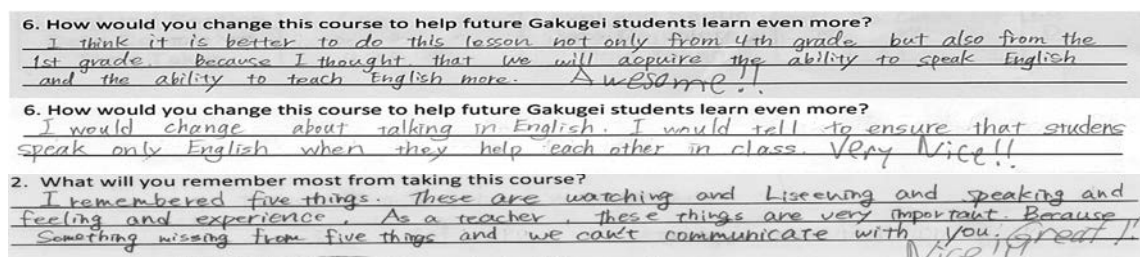 6. How would you change this course to help future Gakugei students learn even more?
I think it is better to do this lesson not only from 4th grade but also from the
1st grade. Because I thought that we will acpuire the ability to speak English
and the ability to teach English more. Awesome!!
6. How would you change this course to help future Gakugei students learn even more?
I would change about talking in English. I would tell to ensure that studens
speak only English when they help each other in class. Very Nice!!
2. What will you remember most from taking this course?
I remembered five things. These are watching and Liseening and speaking and
feeling and experience. As a teacher, these things are very important. Because
Something missing from five things and we can't communicate with you. Great!!
Nice!!